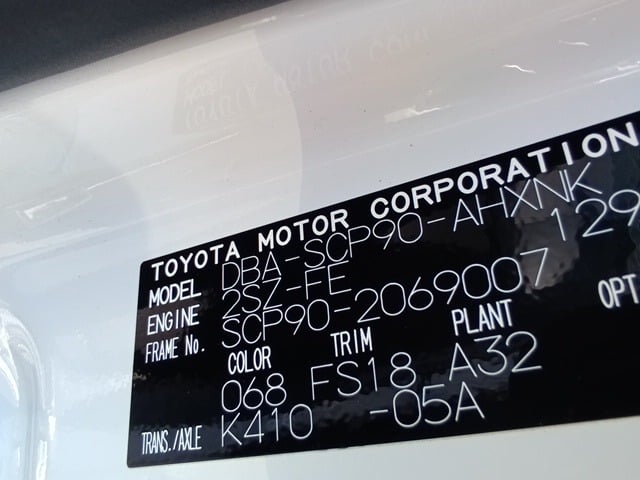 TOYOTA MOTOR CORPORATION
MODEL DBA-SCP90-AHXNK
ENGINE 2SZ-FE 129
FRAME No. SCP90-2069007
COLOR TRIM PLANT OPT
068 FS18 A32
TRANS./AXLE K410 -05A